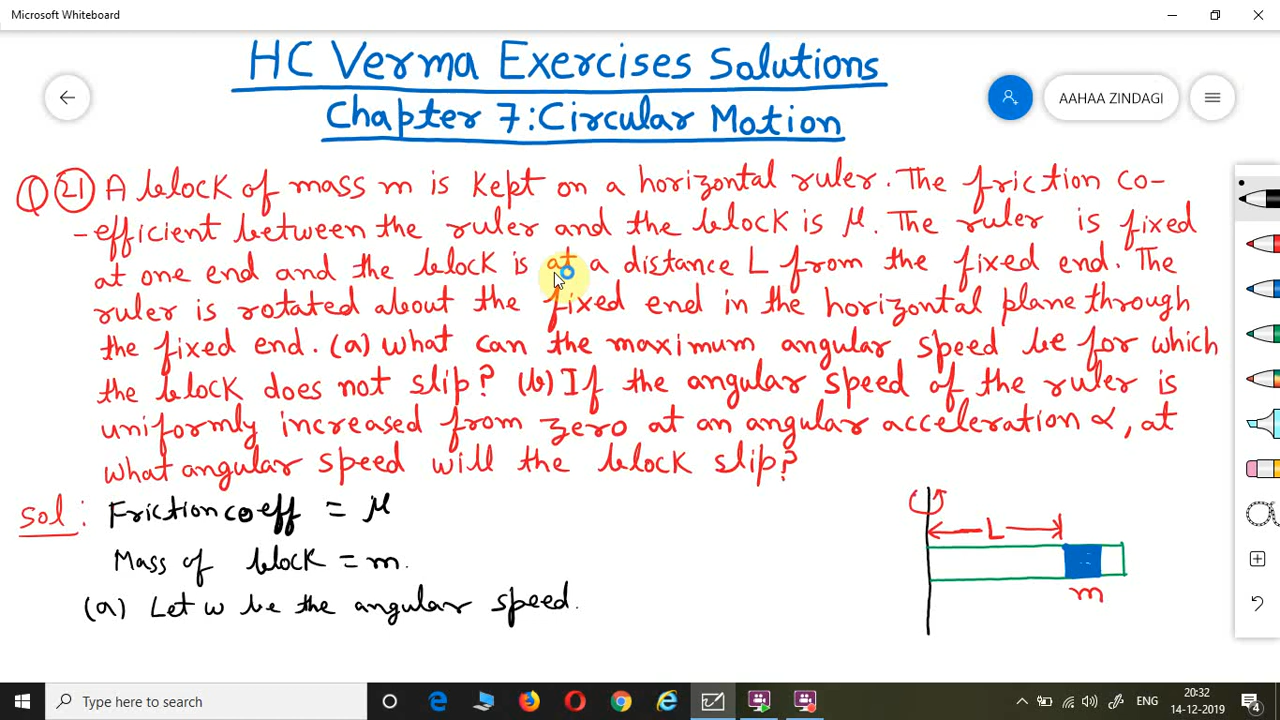 Microsoft Whiteboard
HC Verma Exercises Solutions
Chapter 7:Circular Motion
AAHAA ZINDAGI
Q 21) A block of mass m is kept on a horizontal ruler. The friction co-
-efficient between the ruler and the block is μ. The ruler is fixed
at one end and the block is at a distance L from the fixed end. The
ruler is rotated about the fixed end in the horizontal plane through
the fixed end. (a) what can the maximum angular speed be for which
the block does not slip? (b) If the angular speed of the ruler is
uniformly increased from zero at an angular acceleration α, at
what angular speed will the block slip?
Sol: Friction coeff = μ
Mass of block = m.
(a) Let w be the angular speed.
L
m
Type here to search
ENG
20:32
14-12-2019
4